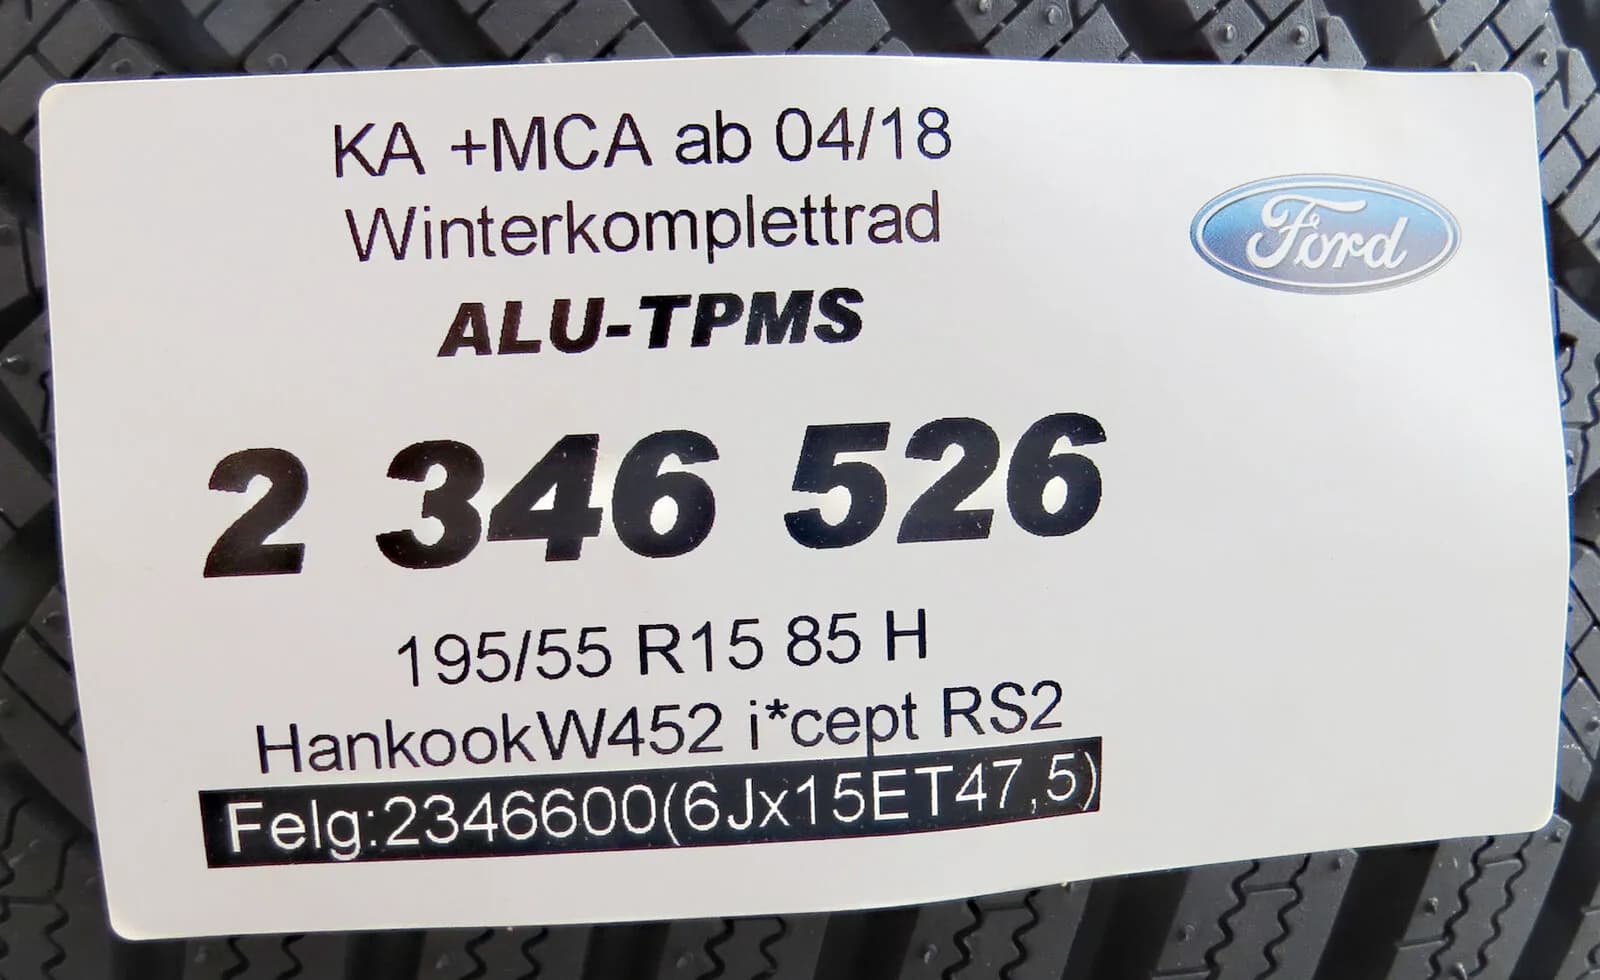 KA +MCA ab 04/18
Winterkomplettrad
Ford
ALU-TPMS
2 346 526
195/55 R15 85 H
HankookW452 i*cept RS2
Felg:2346600(6Jx15ET47,5)